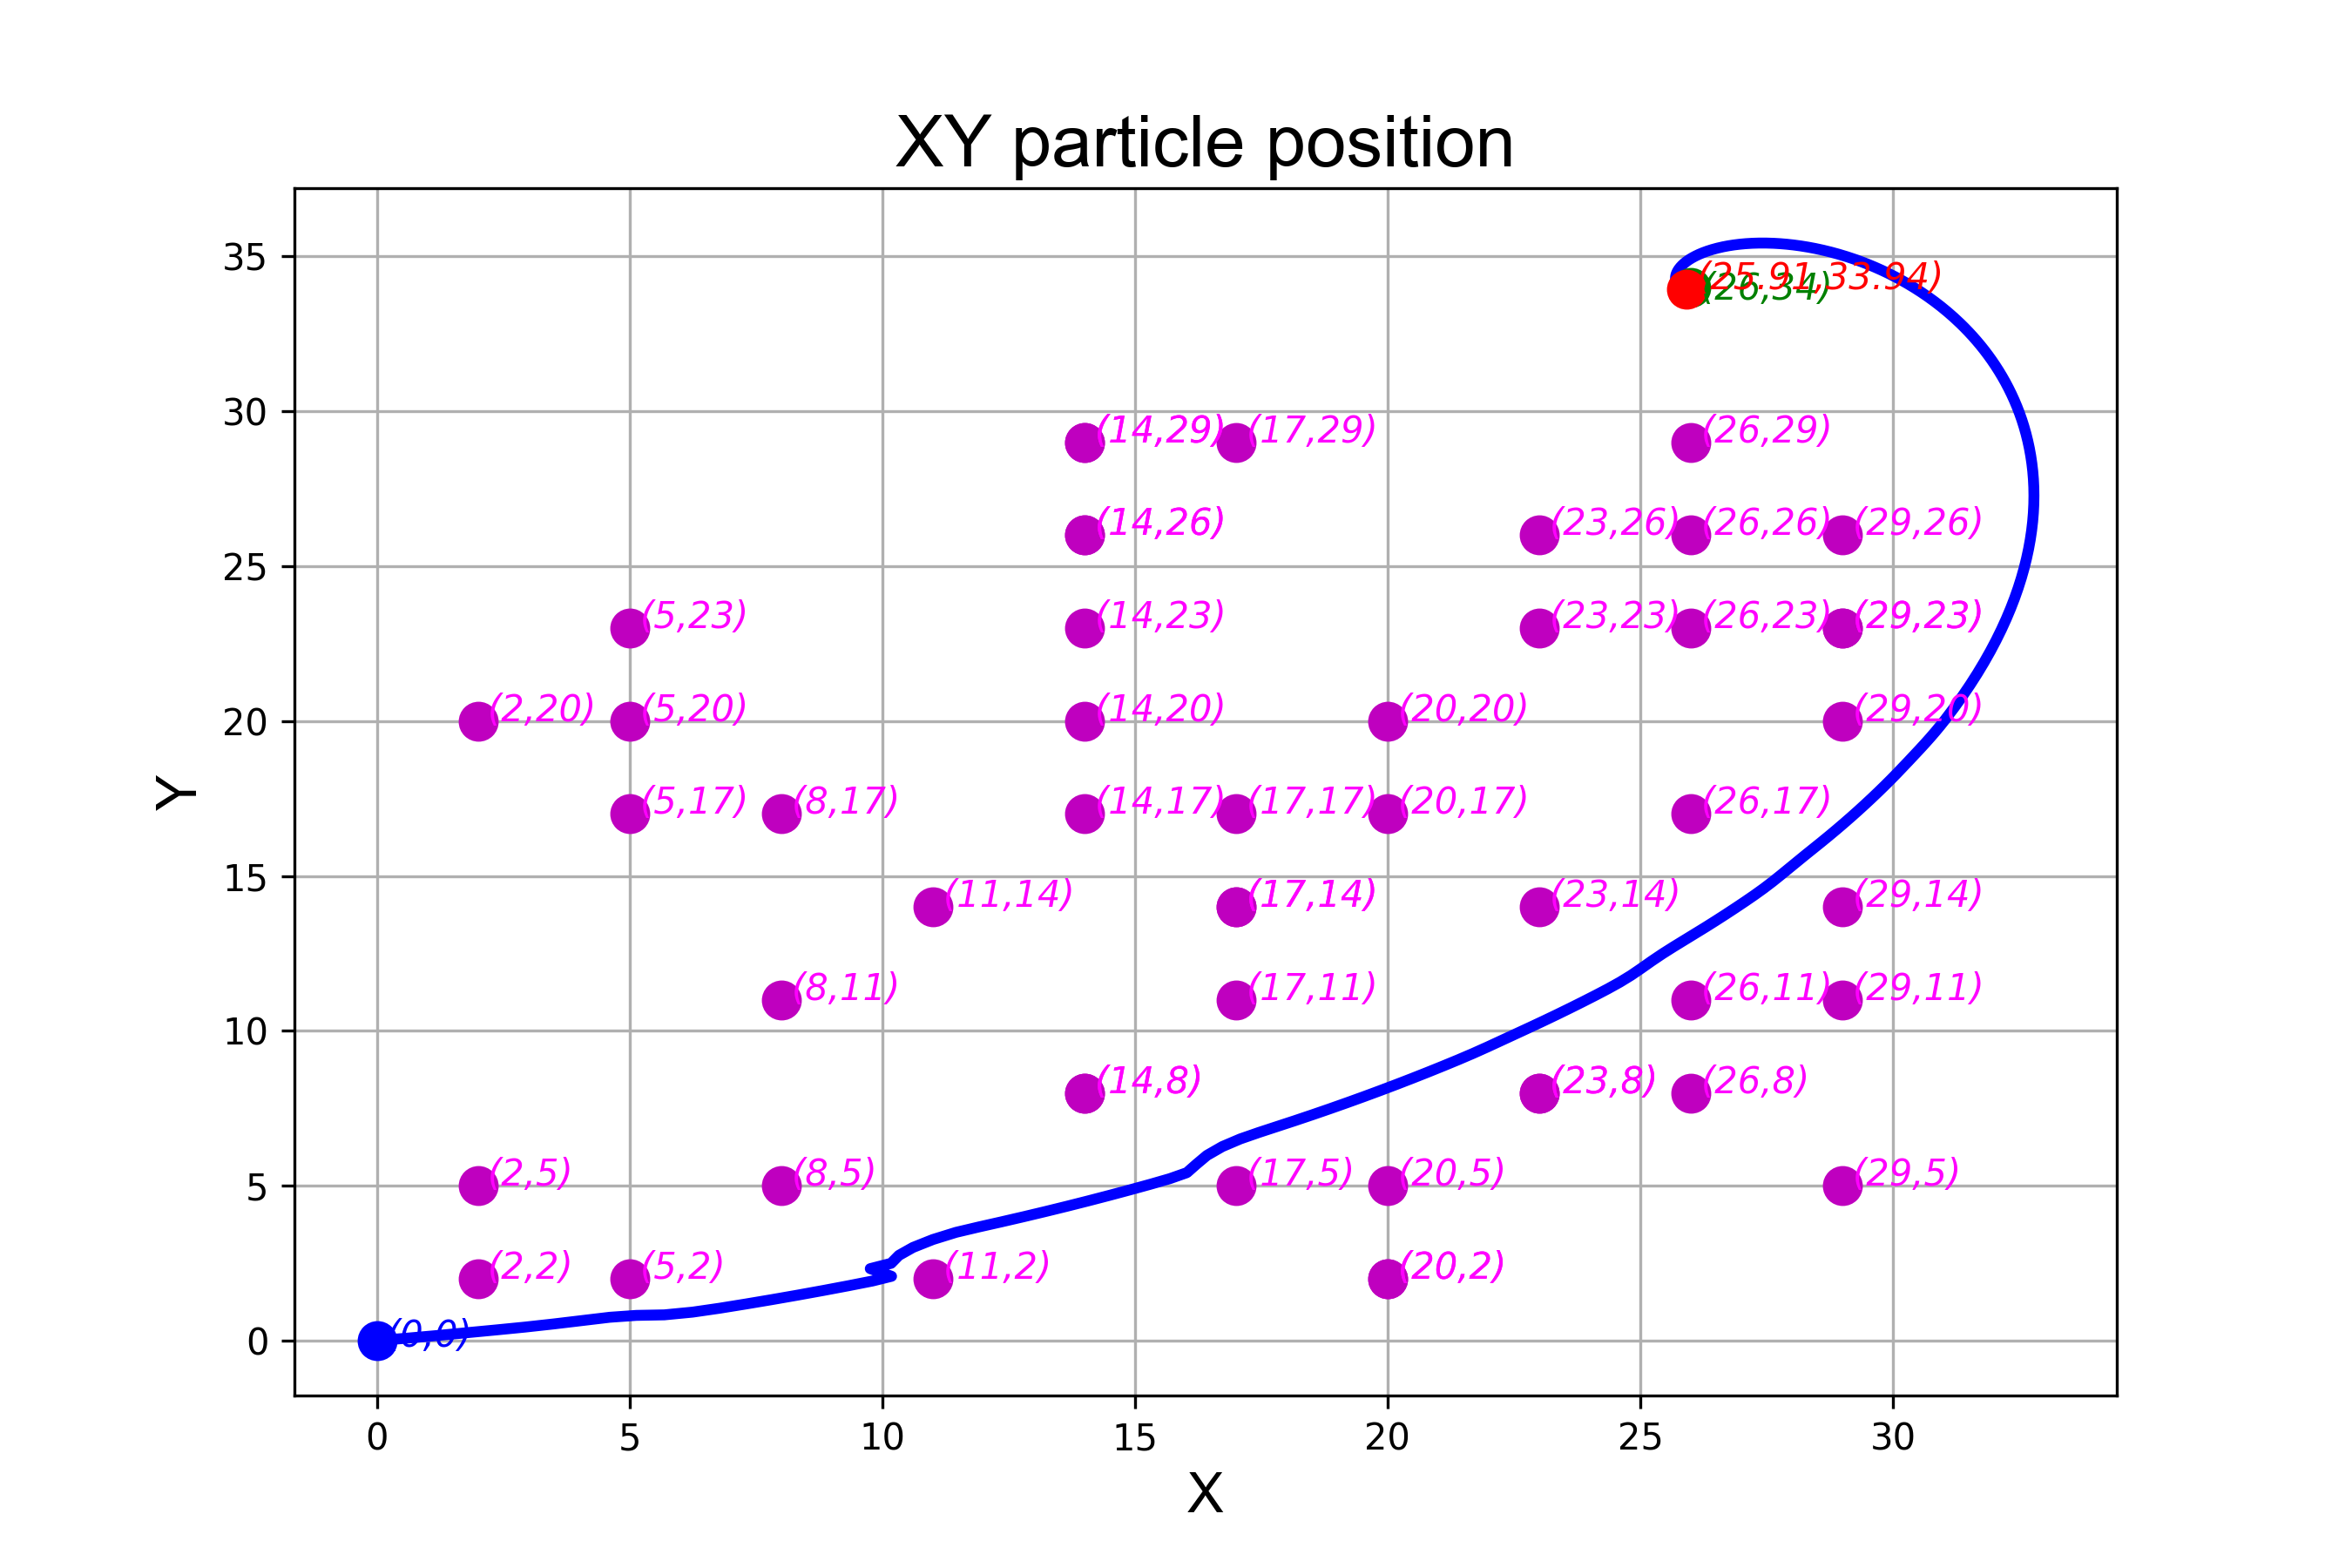 XY particle position
35
(25.91,33.94)
(26,34)
30
(14,29) (17,29) (26,29)
(14,26) (23,26) (26,26) (29,26)
25
(5,23) (14,23) (23,23) (26,23) (29,23)
20 (2,20) (5,20) (14,20) (20,20) (29,20)
(5,17) (8,17) (14,17) (17,17) (20,17) (26,17)
15
(11,14) (17,14) (23,14) (29,14)
(8,11) (17,11) (26,11) (29,11)
10
(14,8) (23,8) (26,8)
5 (2,5) (8,5) (17,5) (20,5) (29,5)
(2,2) (5,2) (11,2) (20,2)
0 (0,0)
0 5 10 15 20 25 30
X
Y